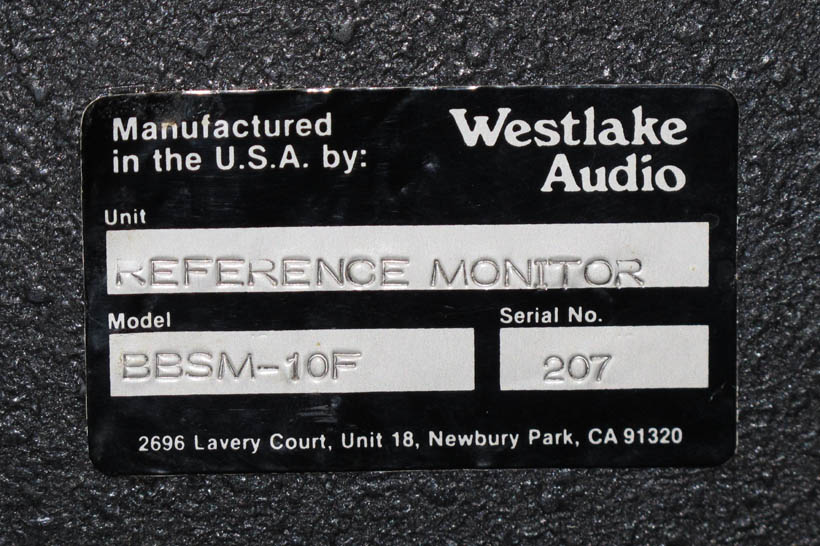 Manufactured
in the U.S.A. by:
Westlake
Audio
Unit
REFERENCE MONITOR
Model
BBSM-10F
Serial No.
207
2696 Lavery Court, Unit 18, Newbury Park, CA 91320